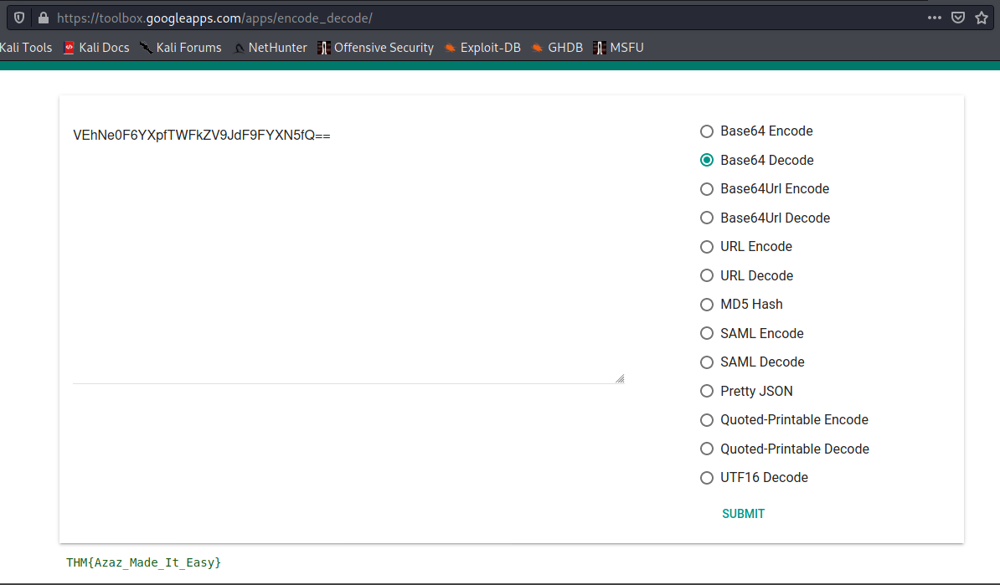 https://toolbox.googleapps.com/apps/encode_decode/
Kali Tools Kali Docs Kali Forums NetHunter Offensive Security Exploit-DB GHDB MSFU
VEhNe0F6YXpfTWFkZV9JdF9FYXN5fQ==
Base64 Encode
Base64 Decode
Base64Url Encode
Base64Url Decode
URL Encode
URL Decode
MD5 Hash
SAML Encode
SAML Decode
Pretty JSON
Quoted-Printable Encode
Quoted-Printable Decode
UTF16 Decode
SUBMIT
THM{Azaz_Made_It_Easy}